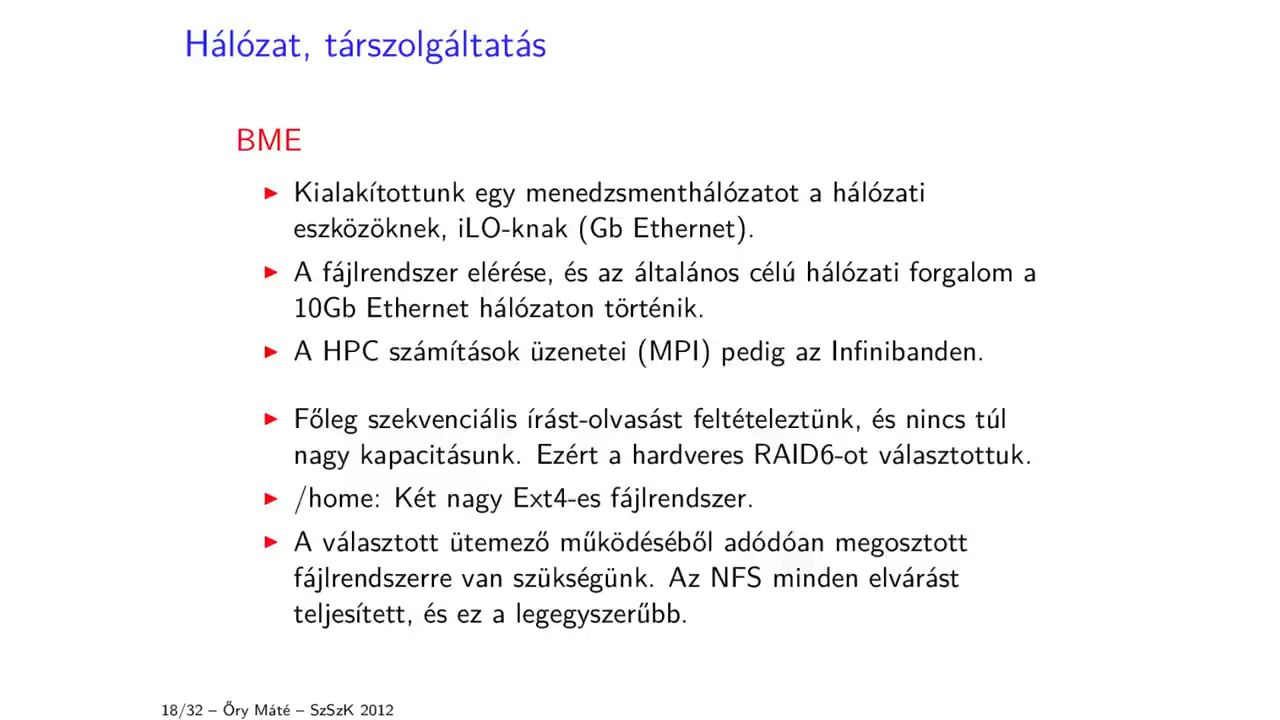 Hálózat, társzolgáltatás
BME
▶ Kialakítottunk egy menedzsmenthálózatot a hálózati
eszközöknek, iLO-knak (Gb Ethernet).
▶ A fájlrendszer elérése, és az általános célú hálózati forgalom a
10Gb Ethernet hálózaton történik.
▶ A HPC számítások üzenetei (MPI) pedig az Infinibanden.
▶ Főleg szekvenciális írást-olvasást feltételeztünk, és nincs túl
nagy kapacitásunk. Ezért a hardveres RAID6-ot választottuk.
▶ /home: Két nagy Ext4-es fájlrendszer.
▶ A választott ütemező működéséből adódóan megosztott
fájlrendszerre van szükségünk. Az NFS minden elvárást
teljesített, és ez a legegyszerűbb.
18/32 – Őry Máté – SzSzK 2012